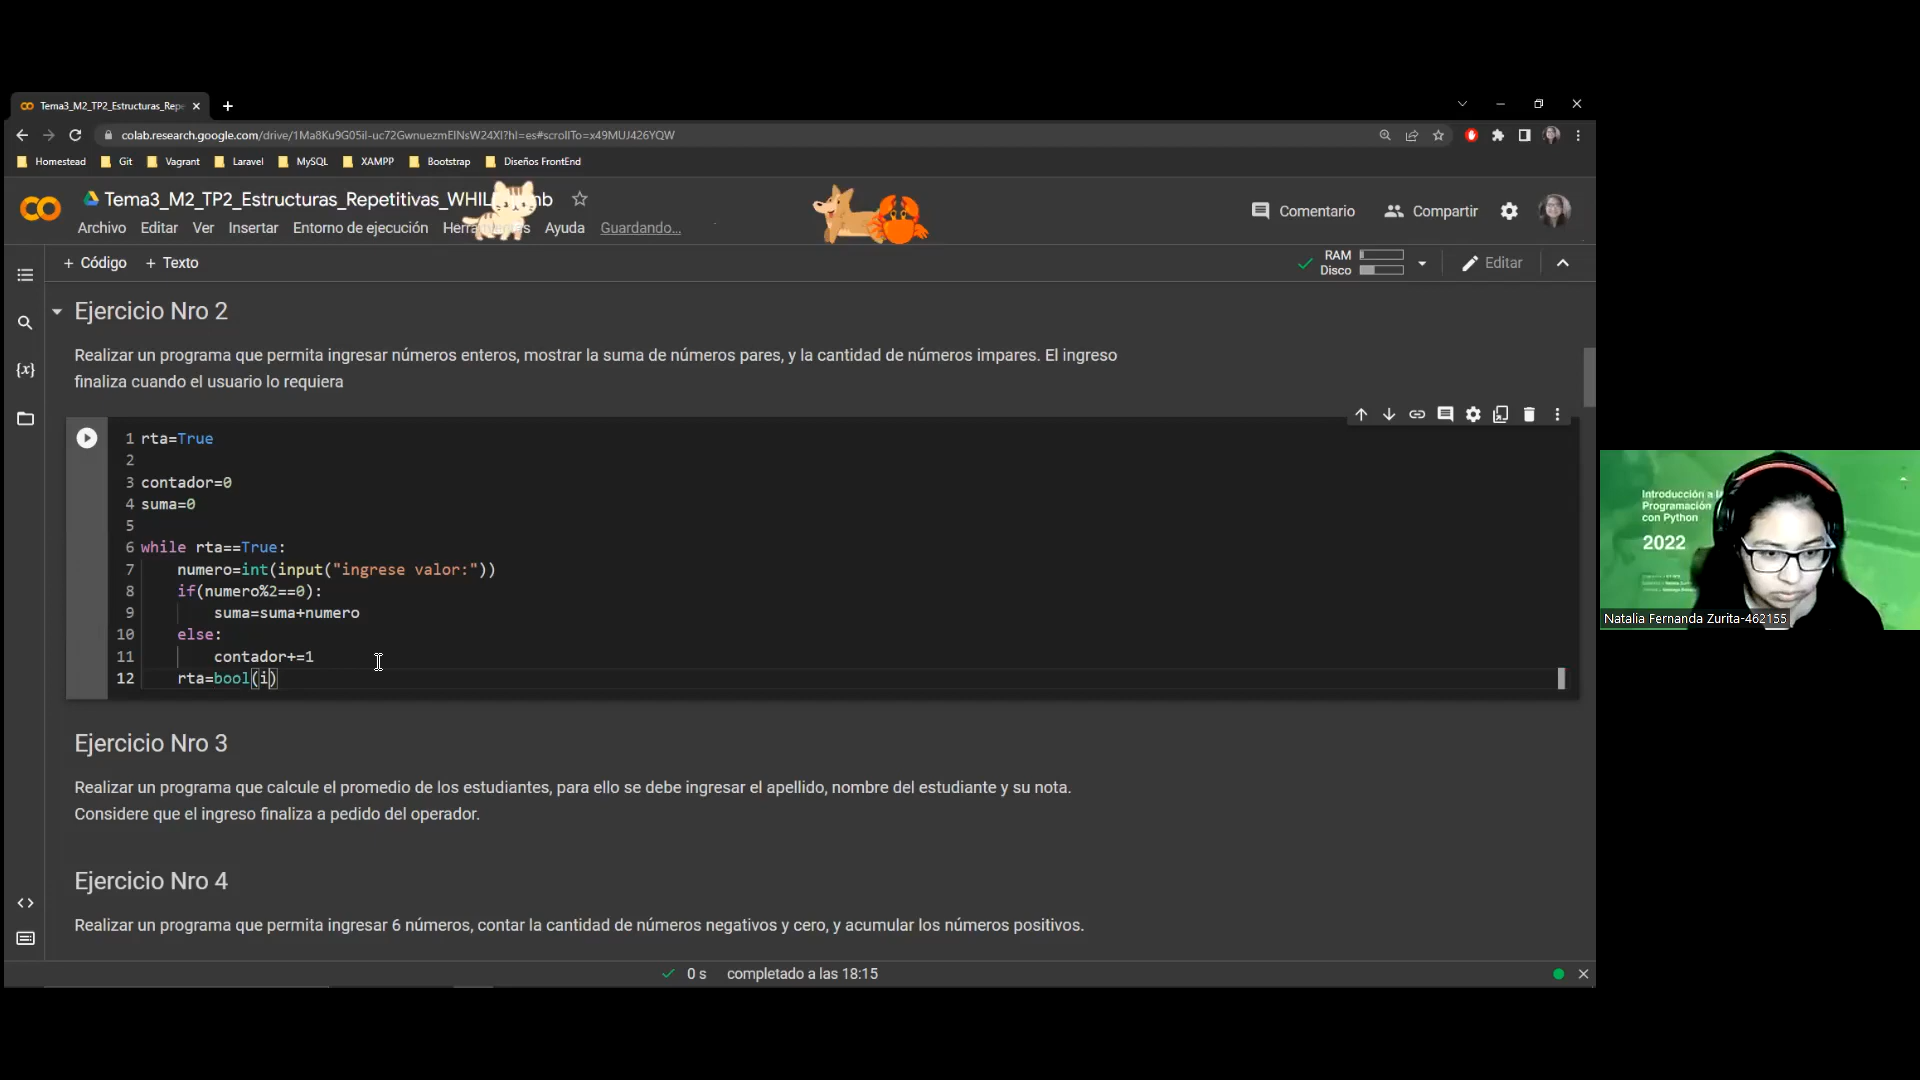 Tema3_M2_TP2_Estructuras_Repe
colab.research.google.com/drive/1Ma8Ku9G05il-uc72GwnuezmEINsW24XI?hl=es#scrollTo=x49MUJ426YQW
Homestead Git Vagrant Laravel MySQL XAMPP Bootstrap Diseños FrontEnd
Tema3_M2_TP2_Estructuras_Repetitivas_WHIL
Archivo Editar Ver Insertar Entorno de ejecución Ayuda Guardando...
Comentario Compartir
+ Código + Texto
RAM
Disco
Editar
Ejercicio Nro 2
Realizar un programa que permita ingresar números enteros, mostrar la suma de números pares, y la cantidad de números impares. El ingreso
finaliza cuando el usuario lo requiera
1 rta=True
2
3 contador=0
4 suma=0
5
6 while rta==True:
7 numero=int(input("ingrese valor:"))
8 if(numero%2==0):
9 suma=suma+numero
10 else:
11 contador+=1
12 rta=bool(i)
Ejercicio Nro 3
Realizar un programa que calcule el promedio de los estudiantes, para ello se debe ingresar el apellido, nombre del estudiante y su nota.
Considere que el ingreso finaliza a pedido del operador.
Ejercicio Nro 4
Realizar un programa que permita ingresar 6 números, contar la cantidad de números negativos y cero, y acumular los números positivos.
0 s completado a las 18:15
Introducción a l
Programación
con Python
2022
Natalia Fernanda Zurita-462155